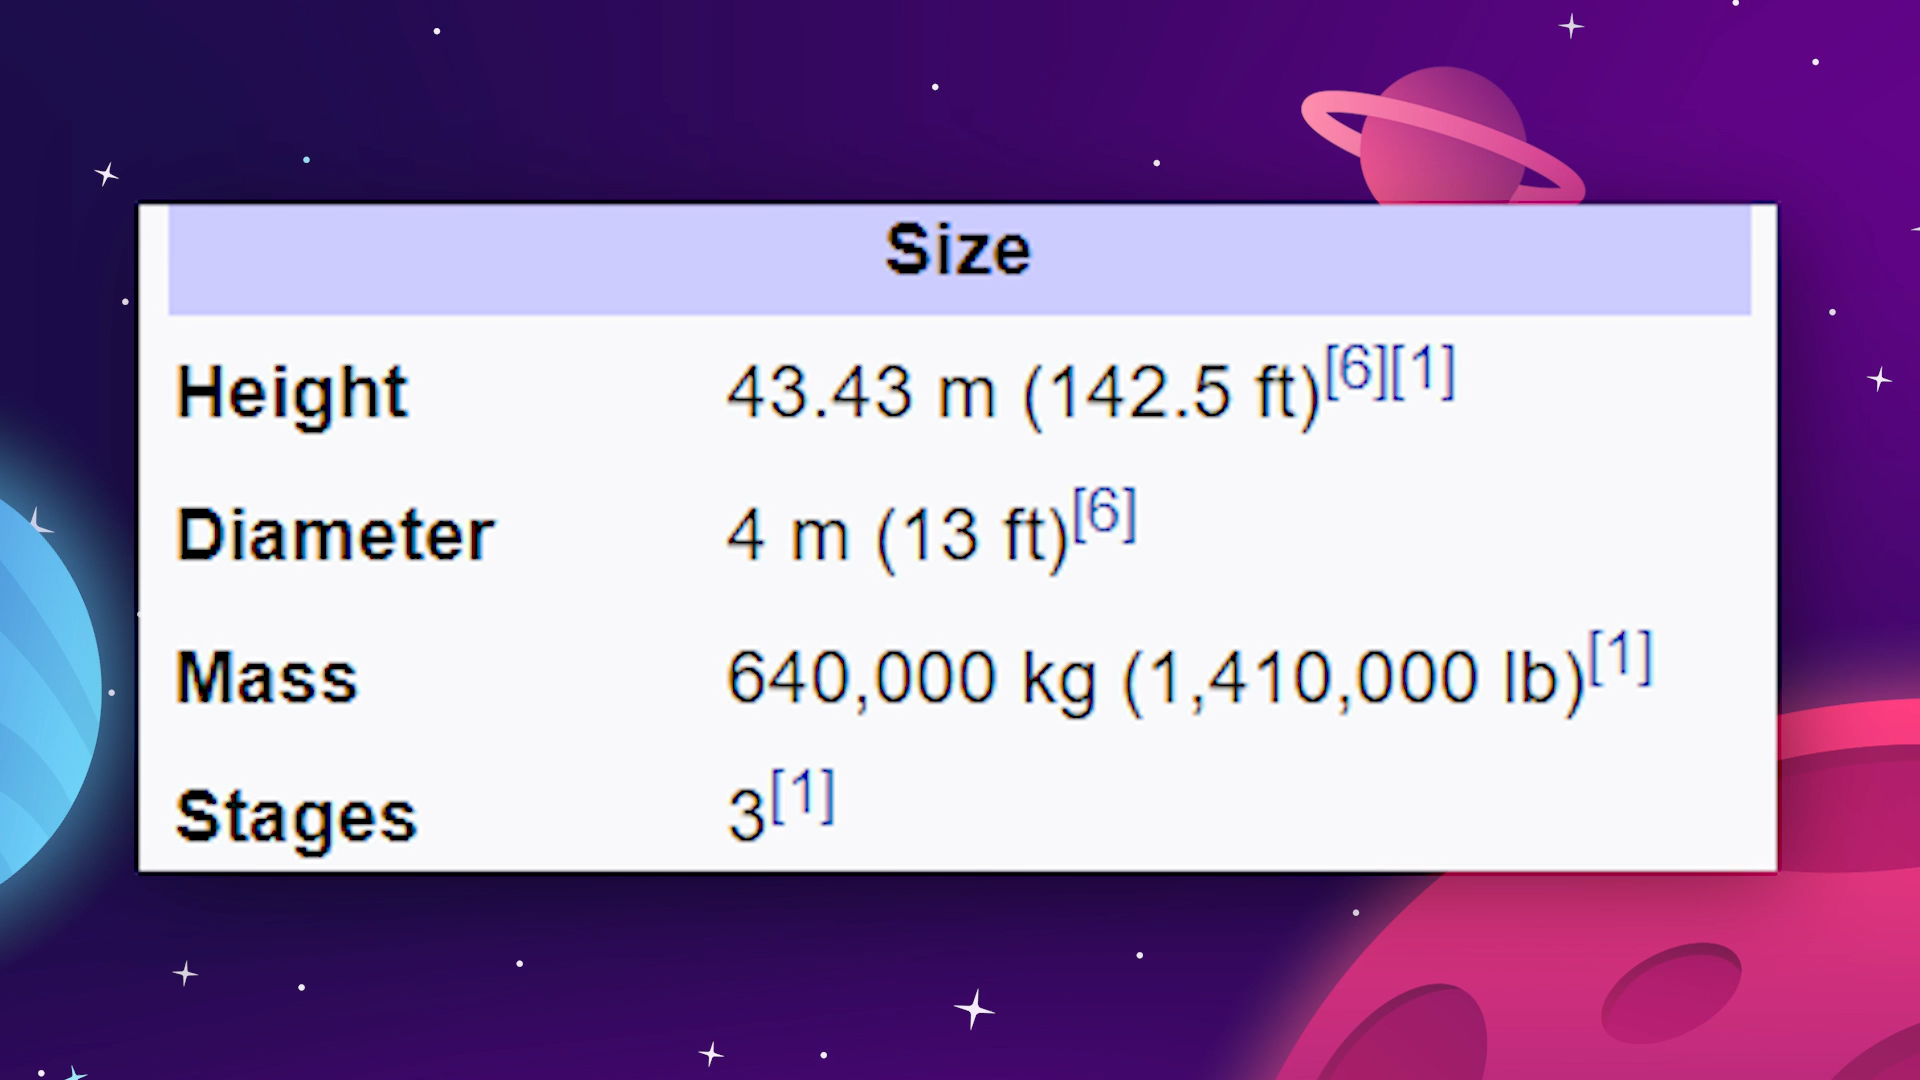 Size
Height 43.43 m (142.5 ft)[6][1]
Diameter 4 m (13 ft)[6]
Mass 640,000 kg (1,410,000 lb)[1]
Stages 3[1]